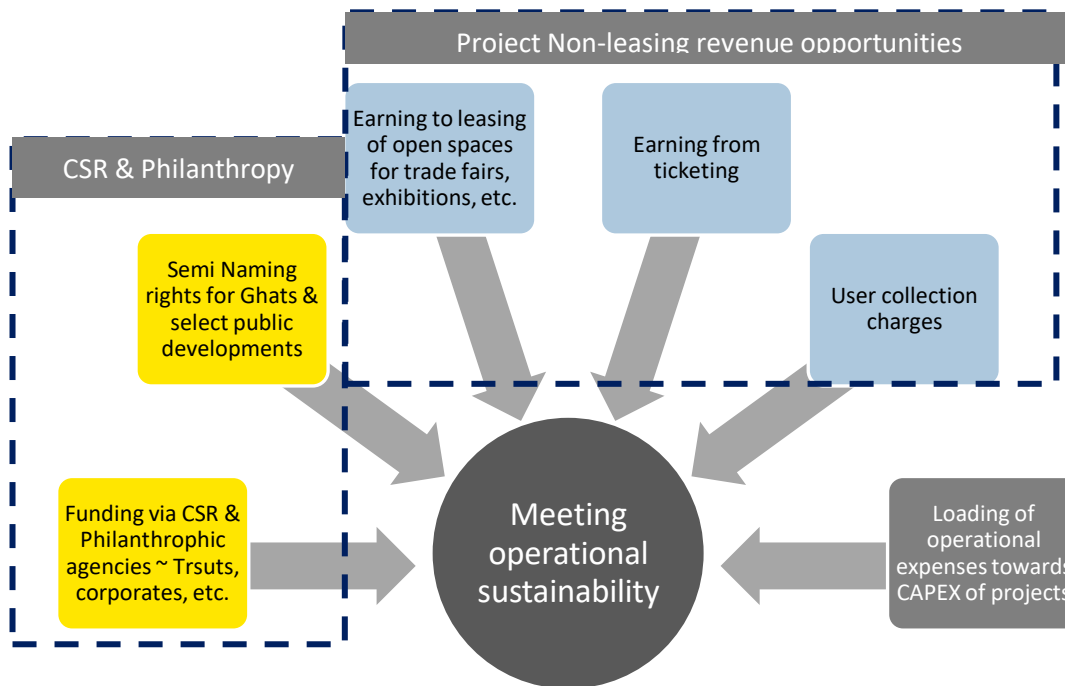 Project Non-leasing revenue opportunities
CSR & Philanthropy
Earning to leasing
of open spaces
for trade fairs,
exhibitions, etc.
Earning from
ticketing
Semi Naming
rights for Ghats &
select public
developments
User collection
charges
Funding via CSR &
Philanthrophic
agencies ~ Trsuts,
corporates, etc.
Meeting
operational
sustainability
Loading of
operational
expenses towards
CAPEX of projects